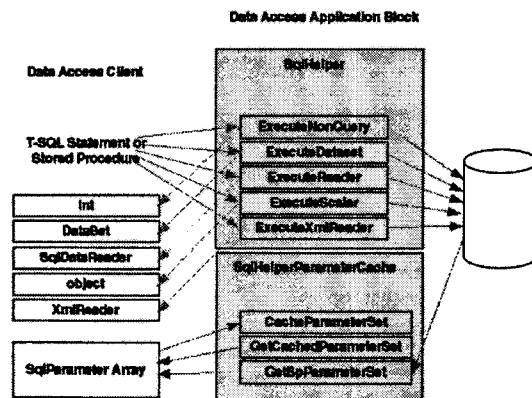 Data Access Application Block
SqlHelper
Data Access Client
ExecuteNonQuery
T-SQL Statement or
Stored Procedure
ExecuteDataset
ExecuteReader
ExecuteScalar
ExecuteXmlReader
Int
DataSet
SqlDataReader
object
XmlReader
SqlHelperParameterCache
CacheParameterSet
GetCachedParameterSet
GetSpParameterSet
SqlParameter Array